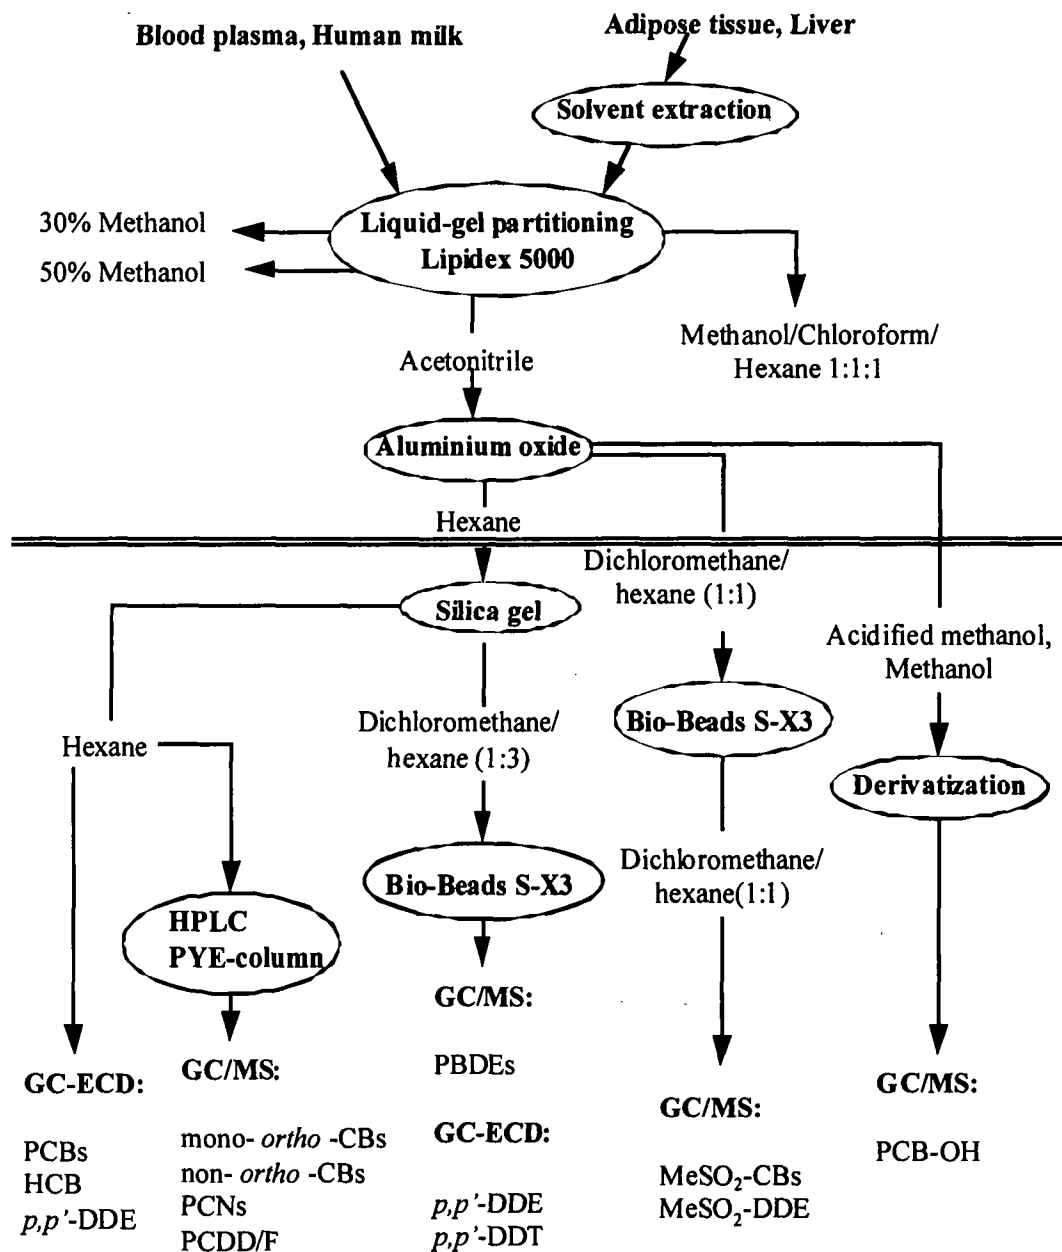 Blood plasma, Human milk
Adipose tissue, Liver
Solvent extraction
Liquid-gel partitioning
Lipidex 5000
30% Methanol
50% Methanol
Methanol/Chloroform/
Hexane 1:1:1
Acetonitrile
Aluminium oxide
Hexane
Dichloromethane/
hexane (1:1)
Silica gel
Acidified methanol,
Methanol
Bio-Beads S-X3
Dichloromethane/
hexane (1:3)
Hexane
Derivatization
Dichloromethane/
hexane(1:1)
Bio-Beads S-X3
HPLC
PYE-column
GC-ECD:
PCBs
HCB
p,p'-DDE
GC/MS:
mono- ortho -CBs
non- ortho -CBs
PCNs
PCDD/F
GC/MS:
PBDEs
GC-ECD:
p,p'-DDE
p,p'-DDT
GC/MS:
MeSO₂-CBs
MeSO₂-DDE
GC/MS:
PCB-OH